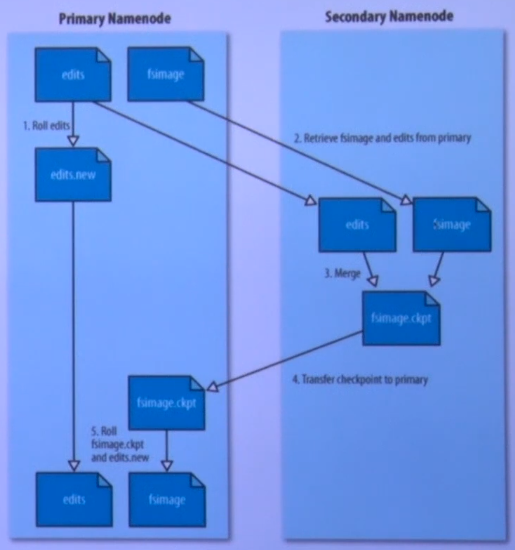 Primary Namenode
Secondary Namenode
edits
fsimage
1. Roll edits
2. Retrieve fsimage and edits from primary
edits.new
edits
fsimage
3. Merge
fsimage.ckpt
4. Transfer checkpoint to primary
fsimage.ckpt
5. Roll
fsimage.ckpt
and edits.new
edits
fsimage